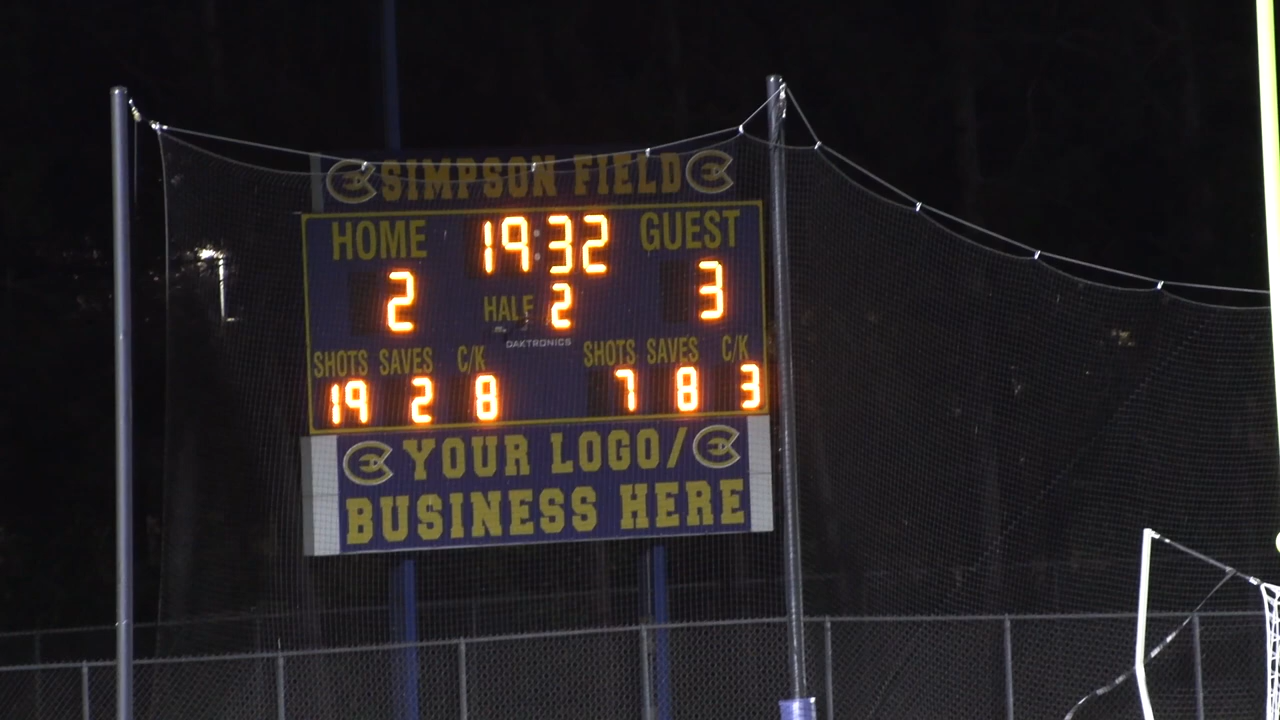 SIMPSON FIELD
HOME 19:32 GUEST
2 HALF 2 3
DAKTRONICS
SHOTS SAVES C/K SHOTS SAVES C/K
19 2 8 7 8 3
YOUR LOGO/
BUSINESS HERE